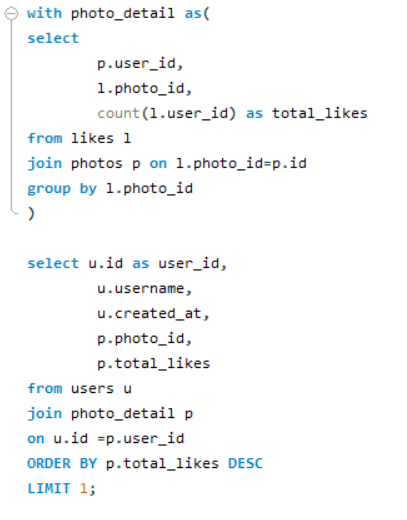 with photo_detail as(
select
p.user_id,
l.photo_id,
count(l.user_id) as total_likes
from likes l
join photos p on l.photo_id=p.id
group by l.photo_id
)
select u.id as user_id,
u.username,
u.created_at,
p.photo_id,
p.total_likes
from users u
join photo_detail p
on u.id =p.user_id
ORDER BY p.total_likes DESC
LIMIT 1;